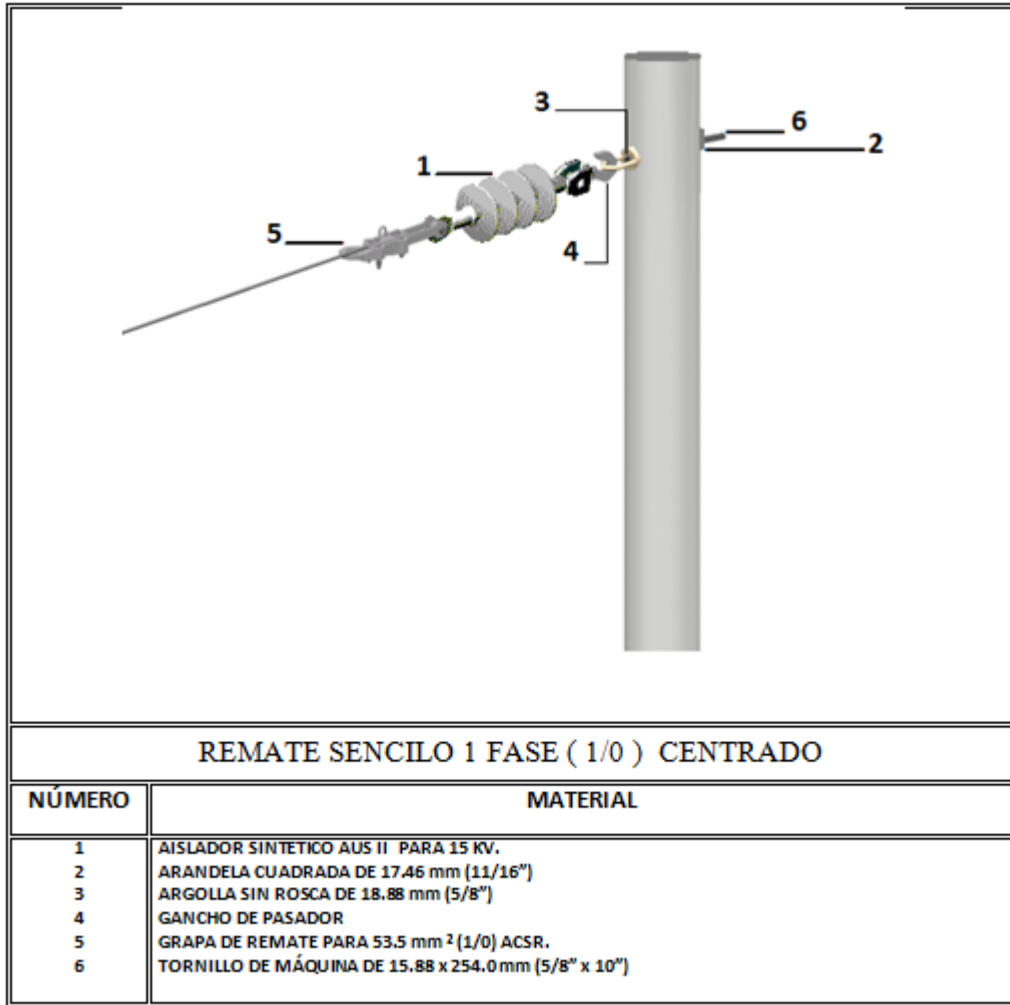 3
6
2
1
5
4
REMATE SENCILO 1 FASE ( 1/0 ) CENTRADO
NÚMERO MATERIAL
1 AISLADOR SINTETICO AUS II PARA 15 KV.
2 ARANDELA CUADRADA DE 17.46 mm (11/16”)
3 ARGOLLA SIN ROSCA DE 18.88 mm (5/8”)
4 GANCHO DE PASADOR
5 GRAPA DE REMATE PARA 53.5 mm ² (1/0) ACSR.
6 TORNILLO DE MÁQUINA DE 15.88 x 254.0 mm (5/8” x 10”)